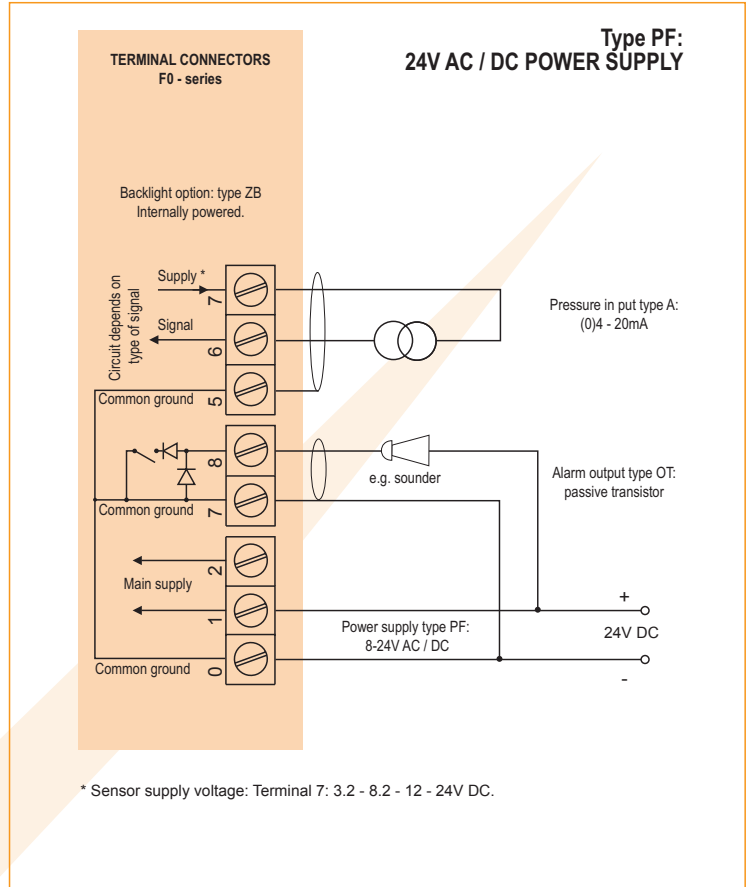 Type PF:
24V AC / DC POWER SUPPLY
TERMINAL CONNECTORS
F0 - series
Backlight option: type ZB
Internally powered.
Circuit depends on
type of signal
Supply *
7
Signal
6
Common ground
5
Pressure in put type A:
(0)4 - 20mA
8
e.g. sounder
Common ground
7
Alarm output type OT:
passive transistor
2
Main supply
1
Power supply type PF:
8-24V AC / DC
+
24V DC
-
Common ground
0
* Sensor supply voltage: Terminal 7: 3.2 - 8.2 - 12 - 24V DC.